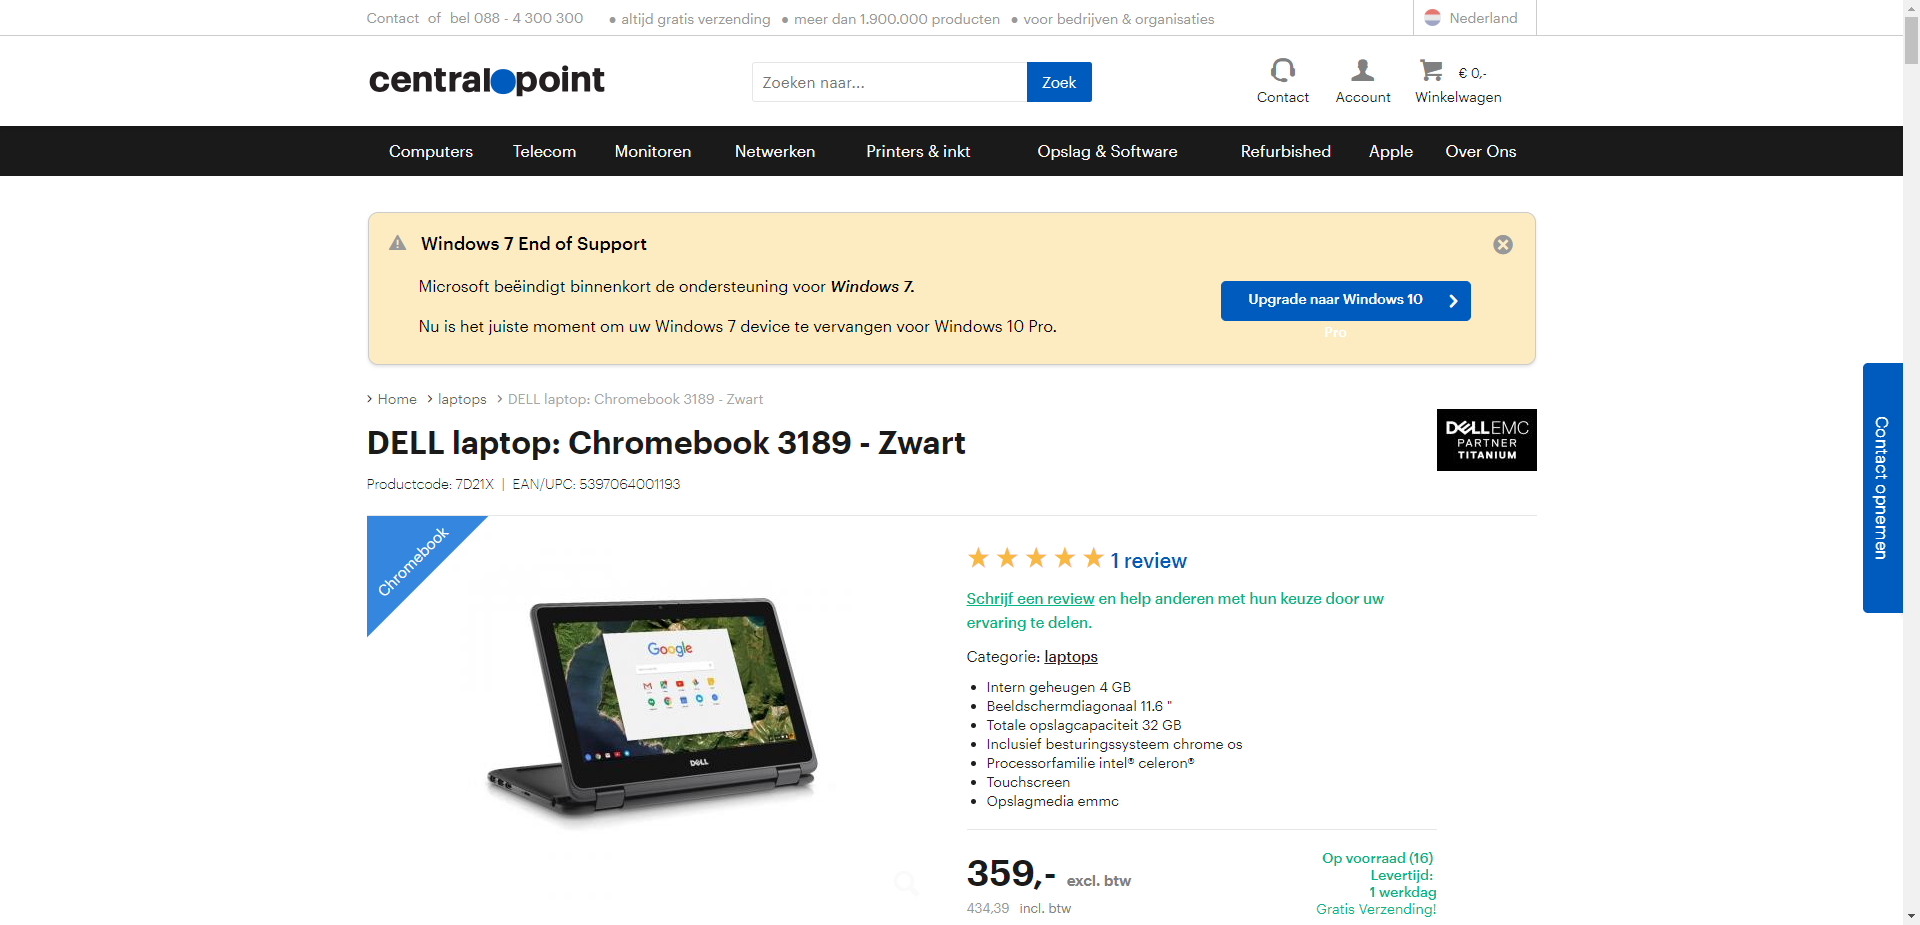 Contact of bel 088 - 4 300 300 ● altijd gratis verzending ● meer dan 1.900.000 producten ● voor bedrijven & organisaties Nederland
centralpoint
Zoeken naar... Zoek
€ 0,-
Contact Account Winkelwagen
Computers Telecom Monitoren Netwerken Printers & inkt Opslag & Software Refurbished Apple Over Ons
Windows 7 End of Support
Microsoft beëindigt binnenkort de ondersteuning voor Windows 7.
Upgrade naar Windows 10
Pro
Nu is het juiste moment om uw Windows 7 device te vervangen voor Windows 10 Pro.
› Home › laptops › DELL laptop: Chromebook 3189 - Zwart
DELL laptop: Chromebook 3189 - Zwart
DELL EMC
PARTNER
TITANIUM
Productcode: 7D21X | EAN/UPC: 5397064001193
Contact opnemen
Chromebook
Google
DELL
1 review
Schrijf een review en help anderen met hun keuze door uw
ervaring te delen.
Categorie: laptops
• Intern geheugen 4 GB
• Beeldschermdiagonaal 11.6 "
• Totale opslagcapaciteit 32 GB
• Inclusief besturingssysteem chrome os
• Processorfamilie intel® celeron®
• Touchscreen
• Opslagmedia emmc
359,- excl. btw
434,39 incl. btw
Op voorraad (16)
Levertijd:
1 werkdag
Gratis Verzending!